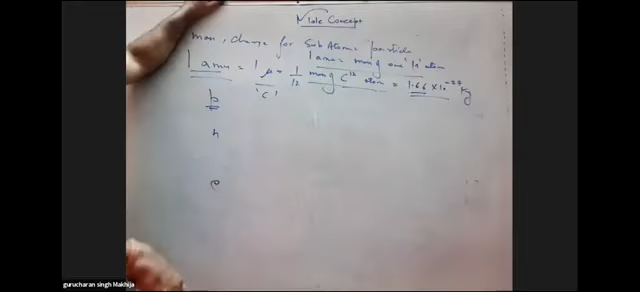 Mole Concept
mass, charge for Sub Atomic particle
1 amu = mass of one 'H' atom
1 amu = 1 μ = 1/12 mass of C¹² atom = 1.66 × 10⁻²⁷ Kg
'C'
p
n
e
gurucharan singh Makhija